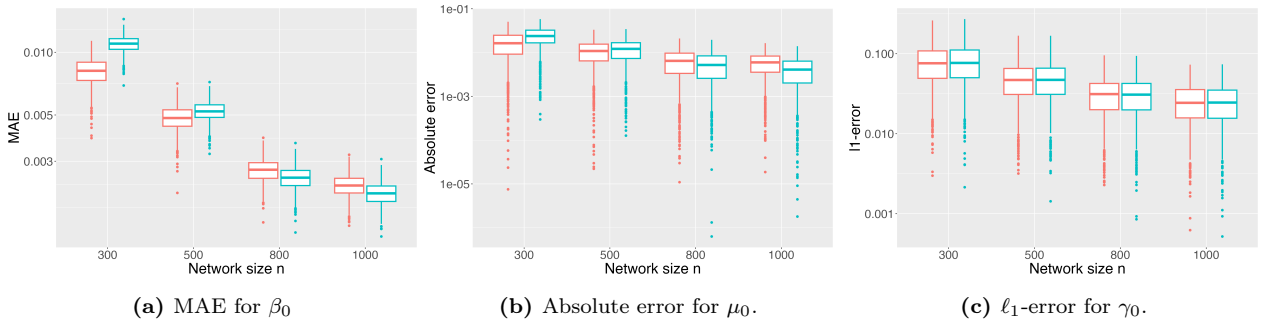 MAE
0.010
0.005
0.003
300
500
800
1000
Network size n
(a) MAE for β₀
Absolute error
1e-01
1e-03
1e-05
300
500
800
1000
Network size n
(b) Absolute error for μ₀.
l1-error
0.100
0.010
0.001
300
500
800
1000
Network size n
(c) ℓ₁-error for γ₀.